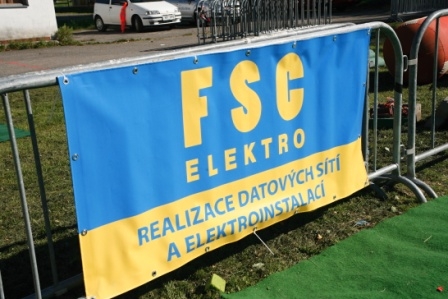 FSC
ELEKTRO
REALIZACE DATOVÝCH SÍTÍ
A ELEKTROINSTALACÍ